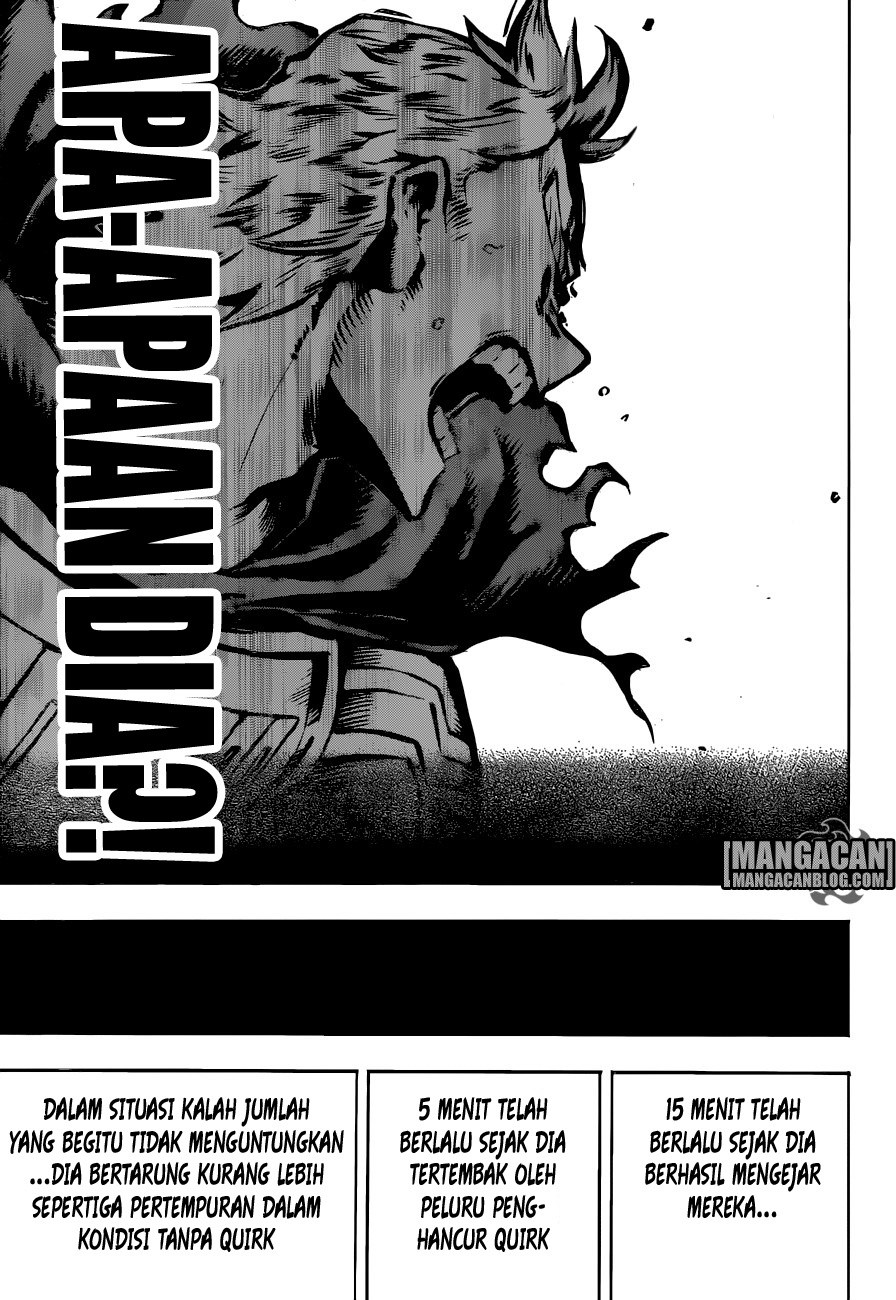 APA-APAAN DIA?!
[MANGACAN]
MANGACANBLOG.COM
15 MENIT TELAH
BERLALU SEJAK DIA
BERHASIL MENGEJAR
MEREKA...
5 MENIT TELAH
BERLALU SEJAK DIA
TERTEMBAK OLEH
PELURU PENG-
HANCUR QUIRK
DALAM SITUASI KALAH JUMLAH
YANG BEGITU TIDAK MENGUNTUNGKAN
...DIA BERTARUNG KURANG LEBIH
SEPERTIGA PERTEMPURAN DALAM
KONDISI TANPA QUIRK